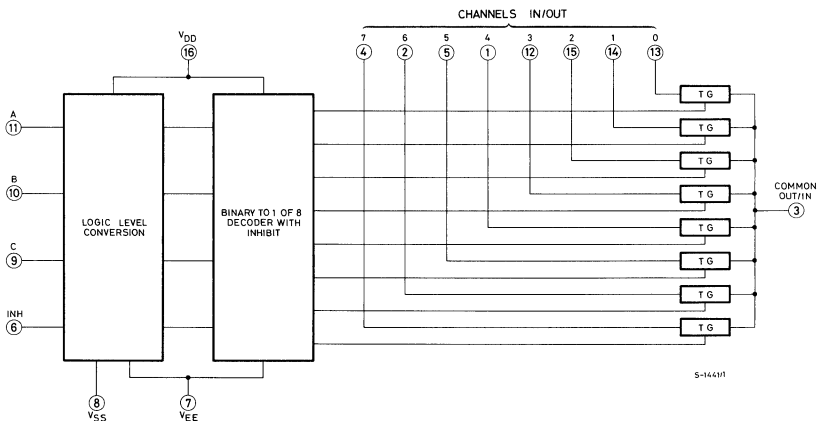 CHANNELS IN/OUT
7 6 5 4 3 2 1 0
4 2 5 1 12 15 14 13
VDD
16
TG
TG
TG
TG
TG
TG
TG
TG
A
11
B
10
C
9
INH
6
LOGIC LEVEL
CONVERSION
BINARY TO 1 OF 8
DECODER WITH
INHIBIT
COMMON
OUT/IN
3
8
VSS
7
VEE
S-1441/1